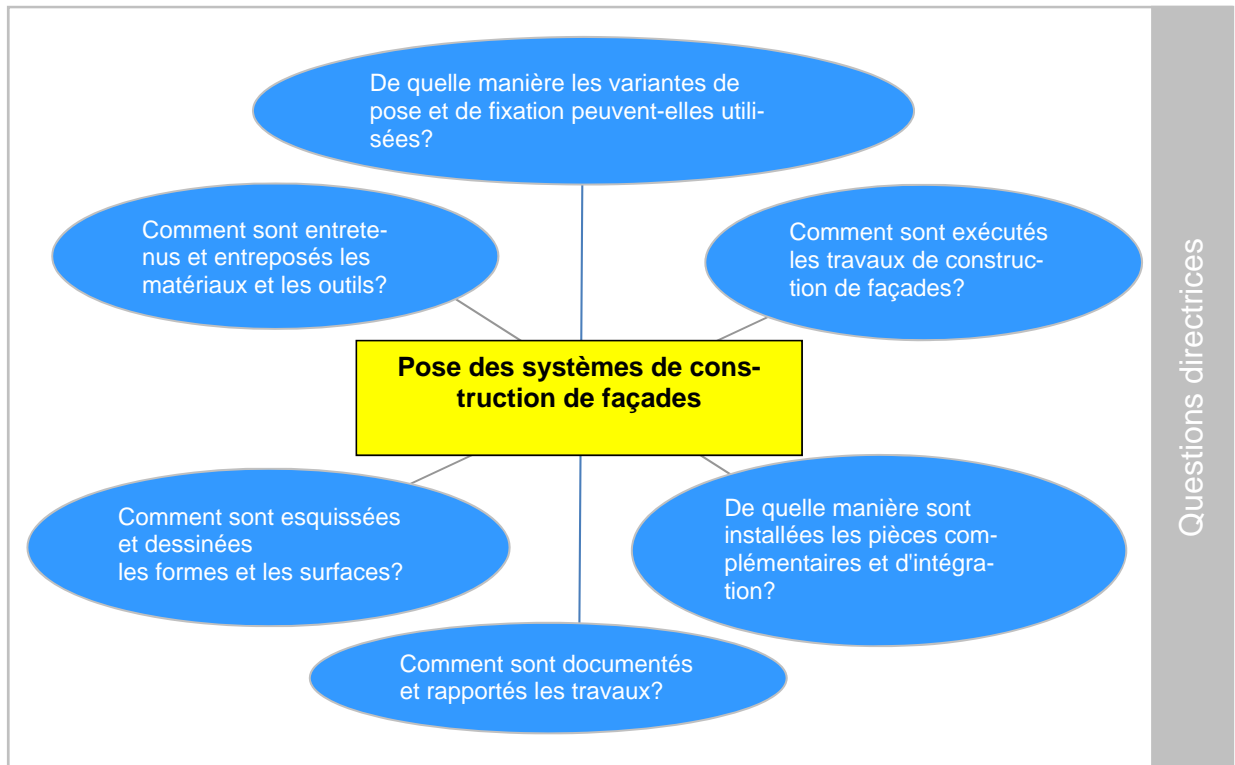 De quelle manière les variantes de
pose et de fixation peuvent-elles utili-
sées?
Comment sont entrete-
nus et entreposés les
matériaux et les outils?
Comment sont exécutés
les travaux de construc-
tion de façades?
Pose des systèmes de cons-
truction de façades
Comment sont esquissées
et dessinées
les formes et les surfaces?
De quelle manière sont
installées les pièces com-
plémentaires et d'intégra-
tion?
Comment sont documentés
et rapportés les travaux?
Questions directrices